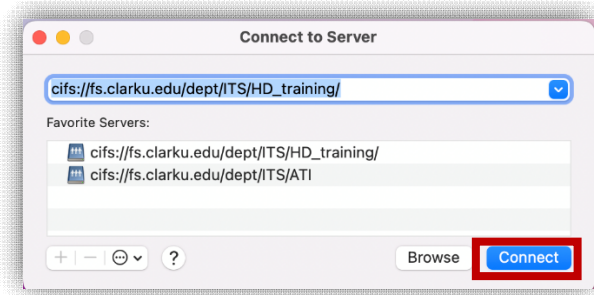 Connect to Server
cifs://fs.clarku.edu/dept/ITS/HD_training/
Favorite Servers:
cifs://fs.clarku.edu/dept/ITS/HD_training/
cifs://fs.clarku.edu/dept/ITS/ATI
? Browse Connect